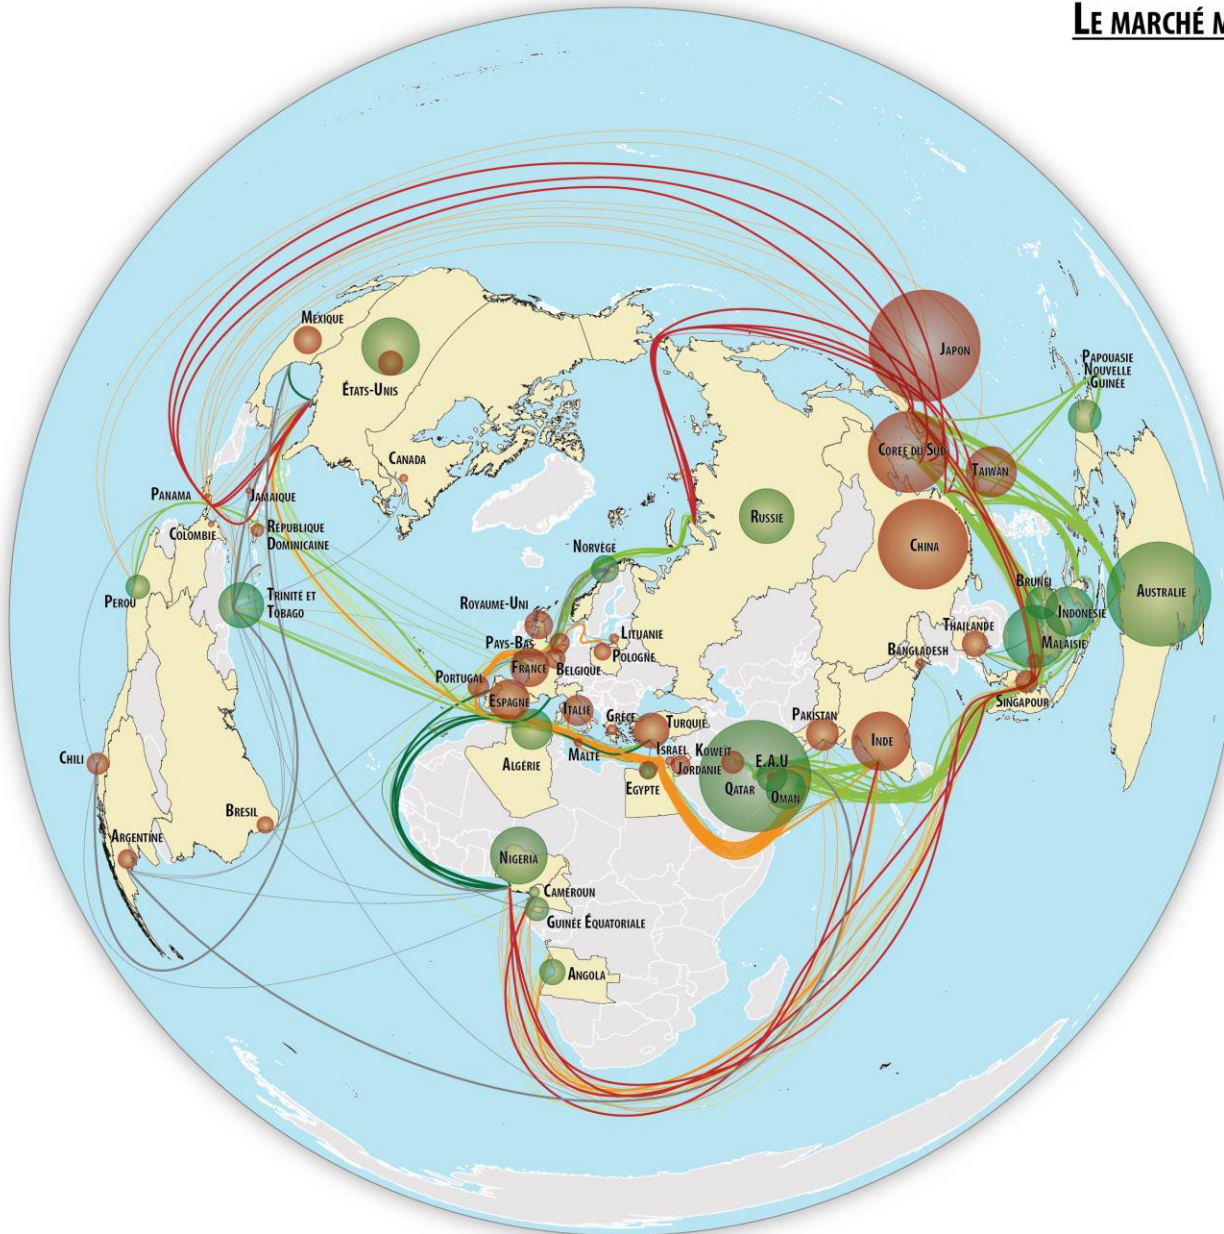 LE MARCHÉ M
MEXIQUE
ÉTATS-UNIS
CANADA
JAPON
PAPOUASIE
NOUVELLE
GUINÉE
CORÉE DU SUD
TAIWAN
PANAMA
JAMAIQUE
COLOMBIE
RÉPUBLIQUE
DOMINICAINE
RUSSIE
CHINA
NORVÈGE
PEROU
TRINITÉ ET
TOBAGO
ROYAUME-UNI
BRUNEI
INDONESIE
AUSTRALIE
LITUANIE
PAYS-BAS
POLOGNE
THAILANDE
MALAISIE
BANGLADESH
FRANCE
BELGIQUE
PORTUGAL
ESPAGNE
ITALIE
SINGAPOUR
GRÈCE
TURQUIE
PAKISTAN
INDE
CHILI
ALGÉRIE
MALTE
ISRAEL
KOWEIT
JORDANIE
E.A.U
EGYPTE
QATAR
OMAN
BRESIL
ARGENTINE
NIGERIA
CAMEROUN
GUINÉE ÉQUATORIALE
ANGOLA